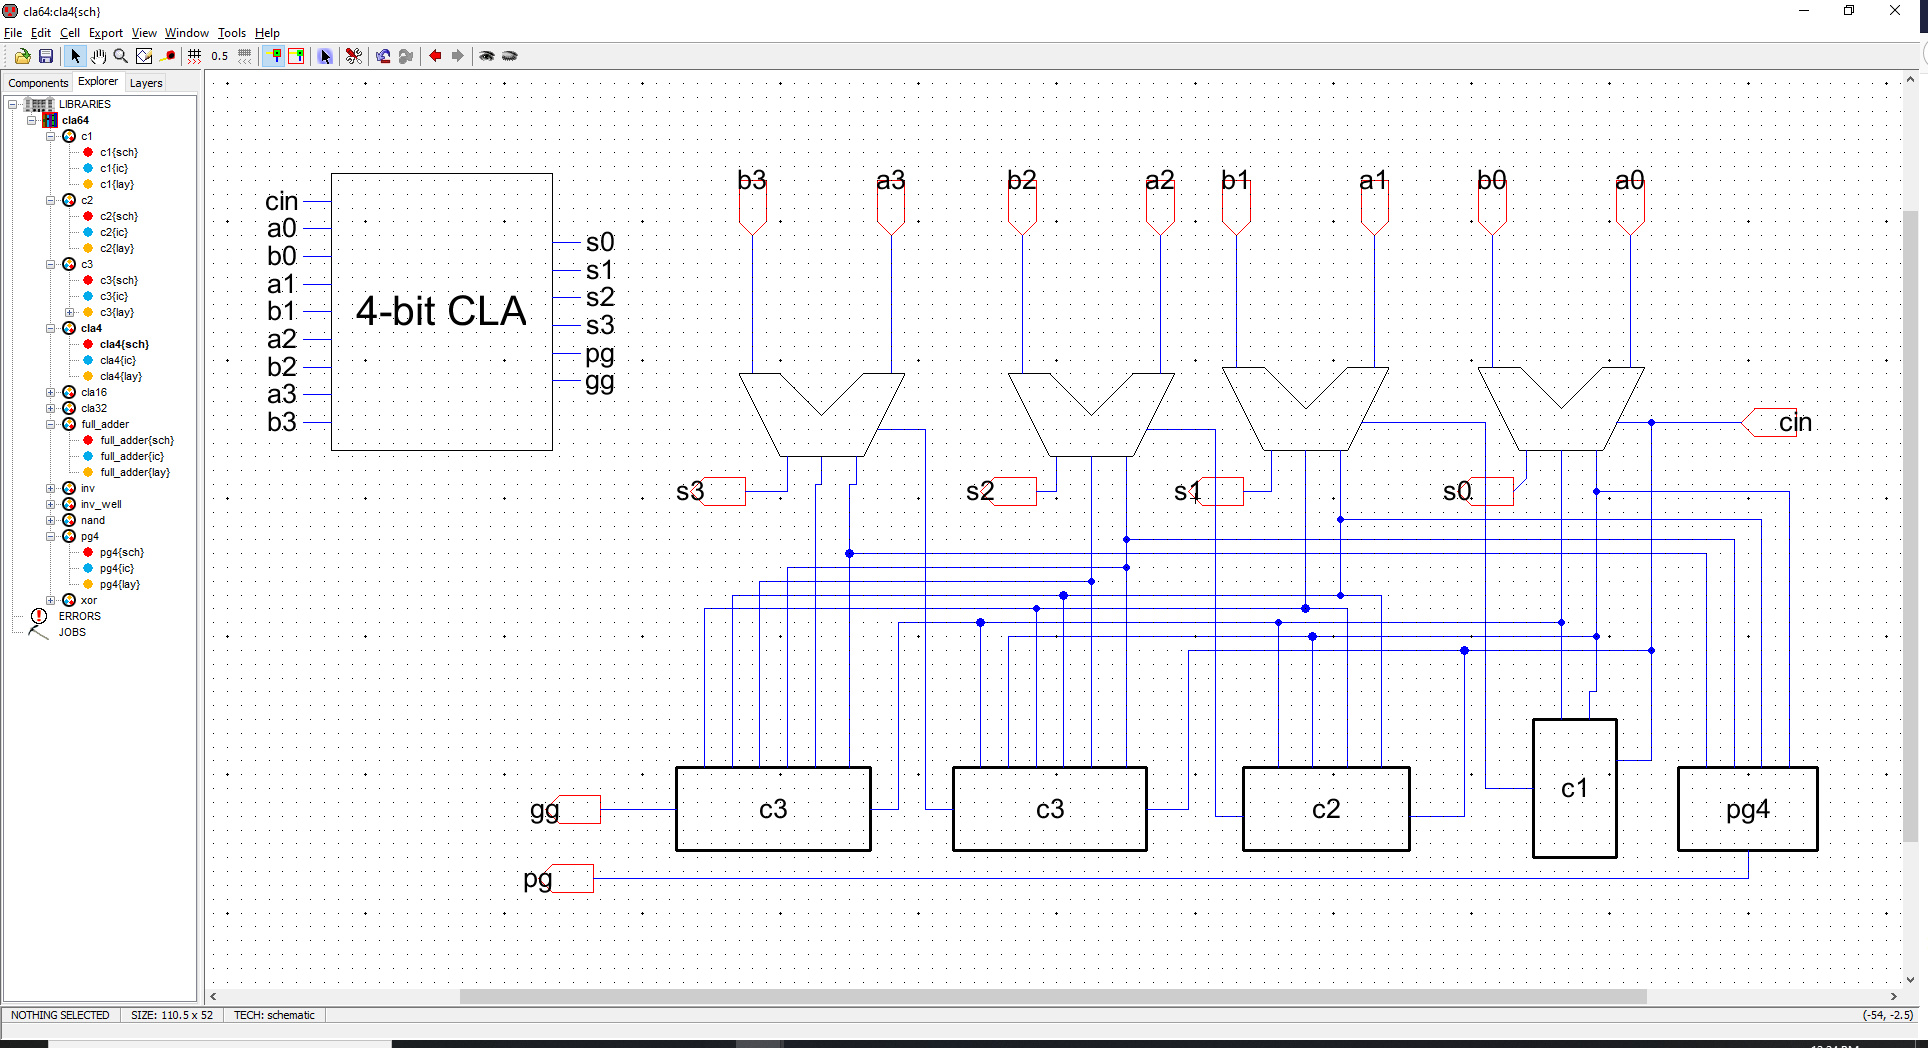 cla64:cla4{sch}
File Edit Cell Export View Window Tools Help
0.5
Components Explorer Layers
LIBRARIES
cla64
c1
c1{sch}
c1{ic}
c1{lay}
c2
c2{sch}
c2{ic}
c2{lay}
c3
c3{sch}
c3{ic}
c3{lay}
cla4
cla4{sch}
cla4{ic}
cla4{lay}
cla16
cla32
full_adder
full_adder{sch}
full_adder{ic}
full_adder{lay}
inv
inv_well
nand
pg4
pg4{sch}
pg4{ic}
pg4{lay}
xor
ERRORS
JOBS
cin
a0
b0
a1
b1
a2
b2
a3
b3
4-bit CLA
s0
s1
s2
s3
pg
gg
b3 a3 b2 a2 b1 a1 b0 a0
cin
s3 s2 s1 s0
gg c3 c3 c2 c1 pg4
pg
NOTHING SELECTED SIZE: 110.5 x 52 TECH: schematic (-54, -2.5)